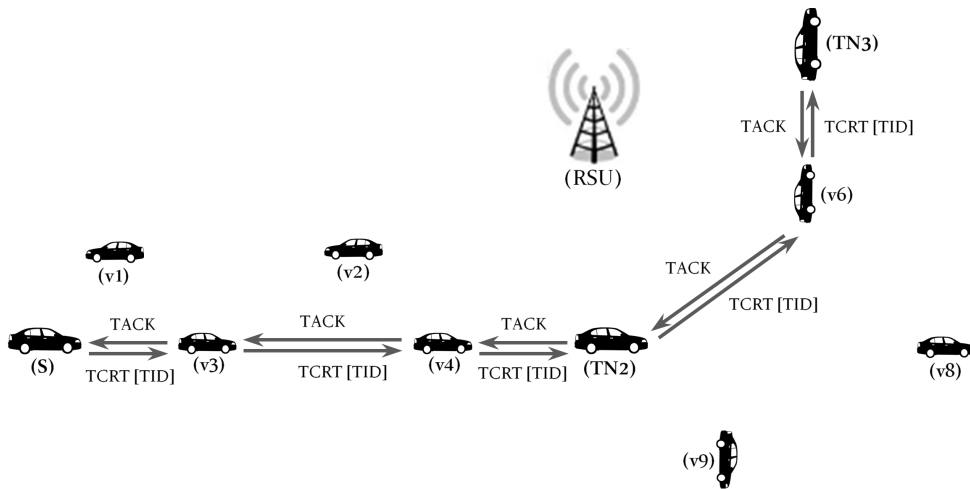 (TN3)
TACK
TCRT [TID]
(RSU)
(v6)
(v1)
(v2)
TACK
TCRT [TID]
TACK
TACK
TACK
(S)
(v3)
(v4)
(TN2)
(v8)
TCRT [TID]
TCRT [TID]
TCRT [TID]
(v9)